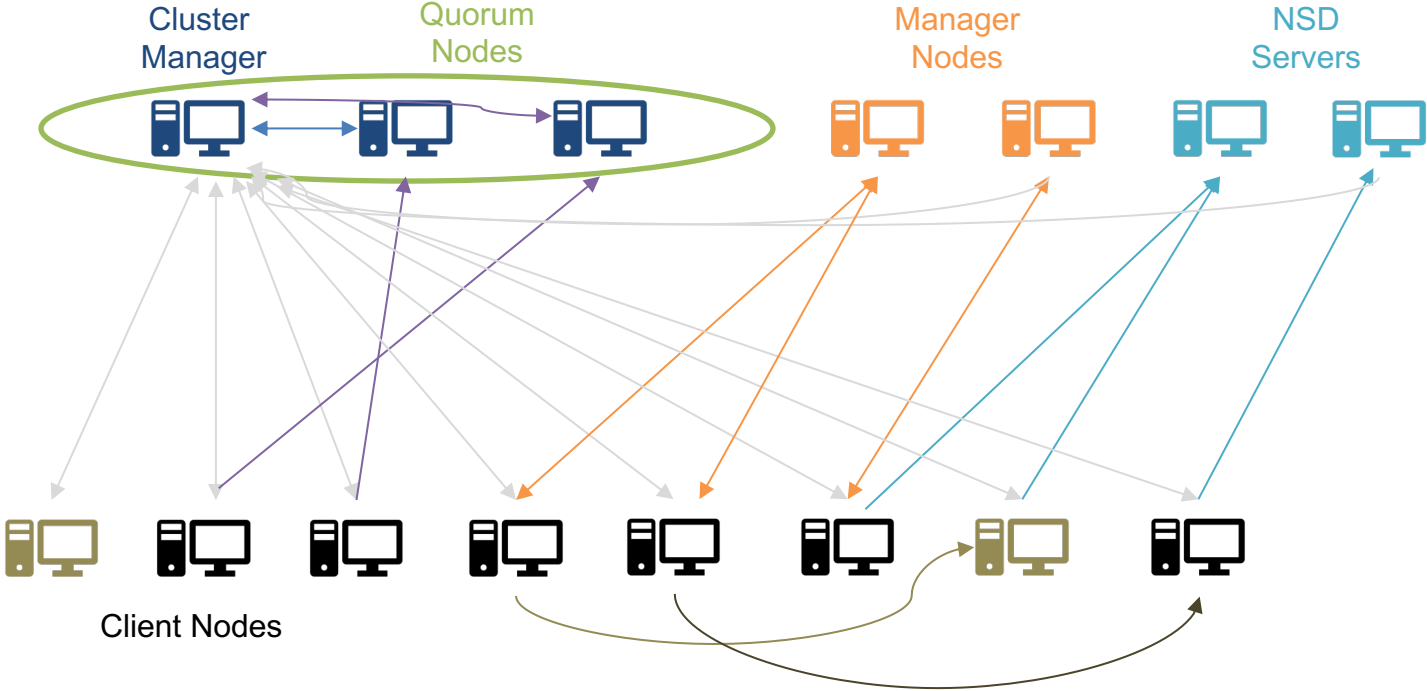 Cluster
Manager
Quorum
Nodes
Manager
Nodes
NSD
Servers
Client Nodes